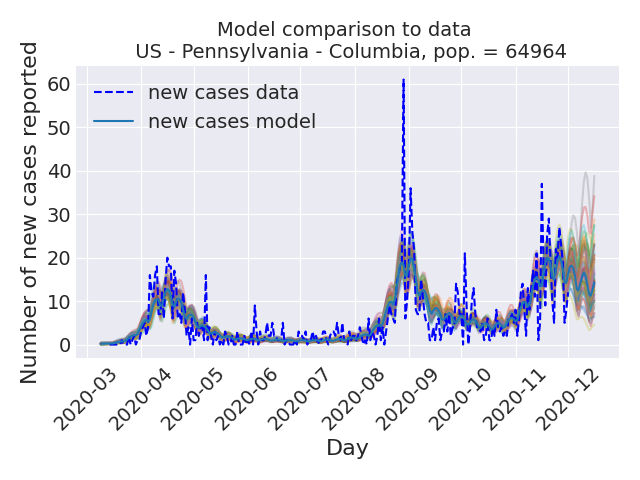 Model comparison to data
US - Pennsylvania - Columbia, pop. = 64964
Number of new cases reported
60
50
40
30
20
10
0
new cases data
new cases model
2020-03
2020-04
2020-05
2020-06
2020-07
2020-08
2020-09
2020-10
2020-11
2020-12
Day